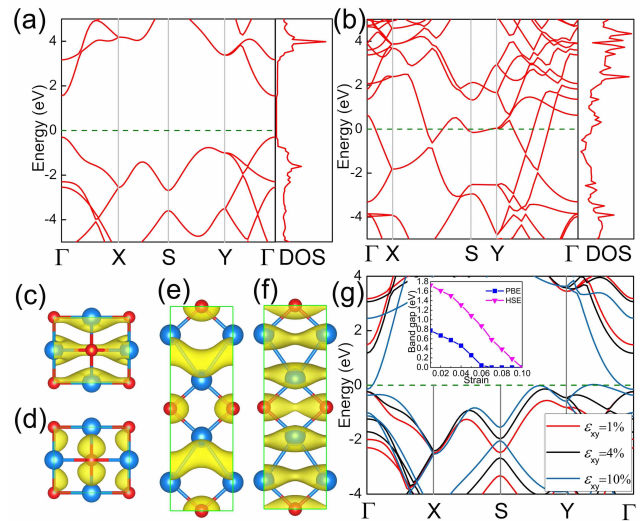 (a)
Energy (eV)
4
2
0
-2
-4
Γ X S Y Γ DOS
(b)
Energy (eV)
4
2
0
-2
-4
Γ X S Y Γ DOS
(c)
(d)
(e)
(f)
(g)
Energy (eV)
4
2
0
-2
-4
Γ X S Y Γ
Band gap (eV)
1.8
1.6
1.4
1.2
1.0
0.8
0.6
0.4
0.2
0.0
0.02 0.04 0.06 0.08 0.10
Strain
PBE
HSE
εxy=1%
εxy=4%
εxy=10%